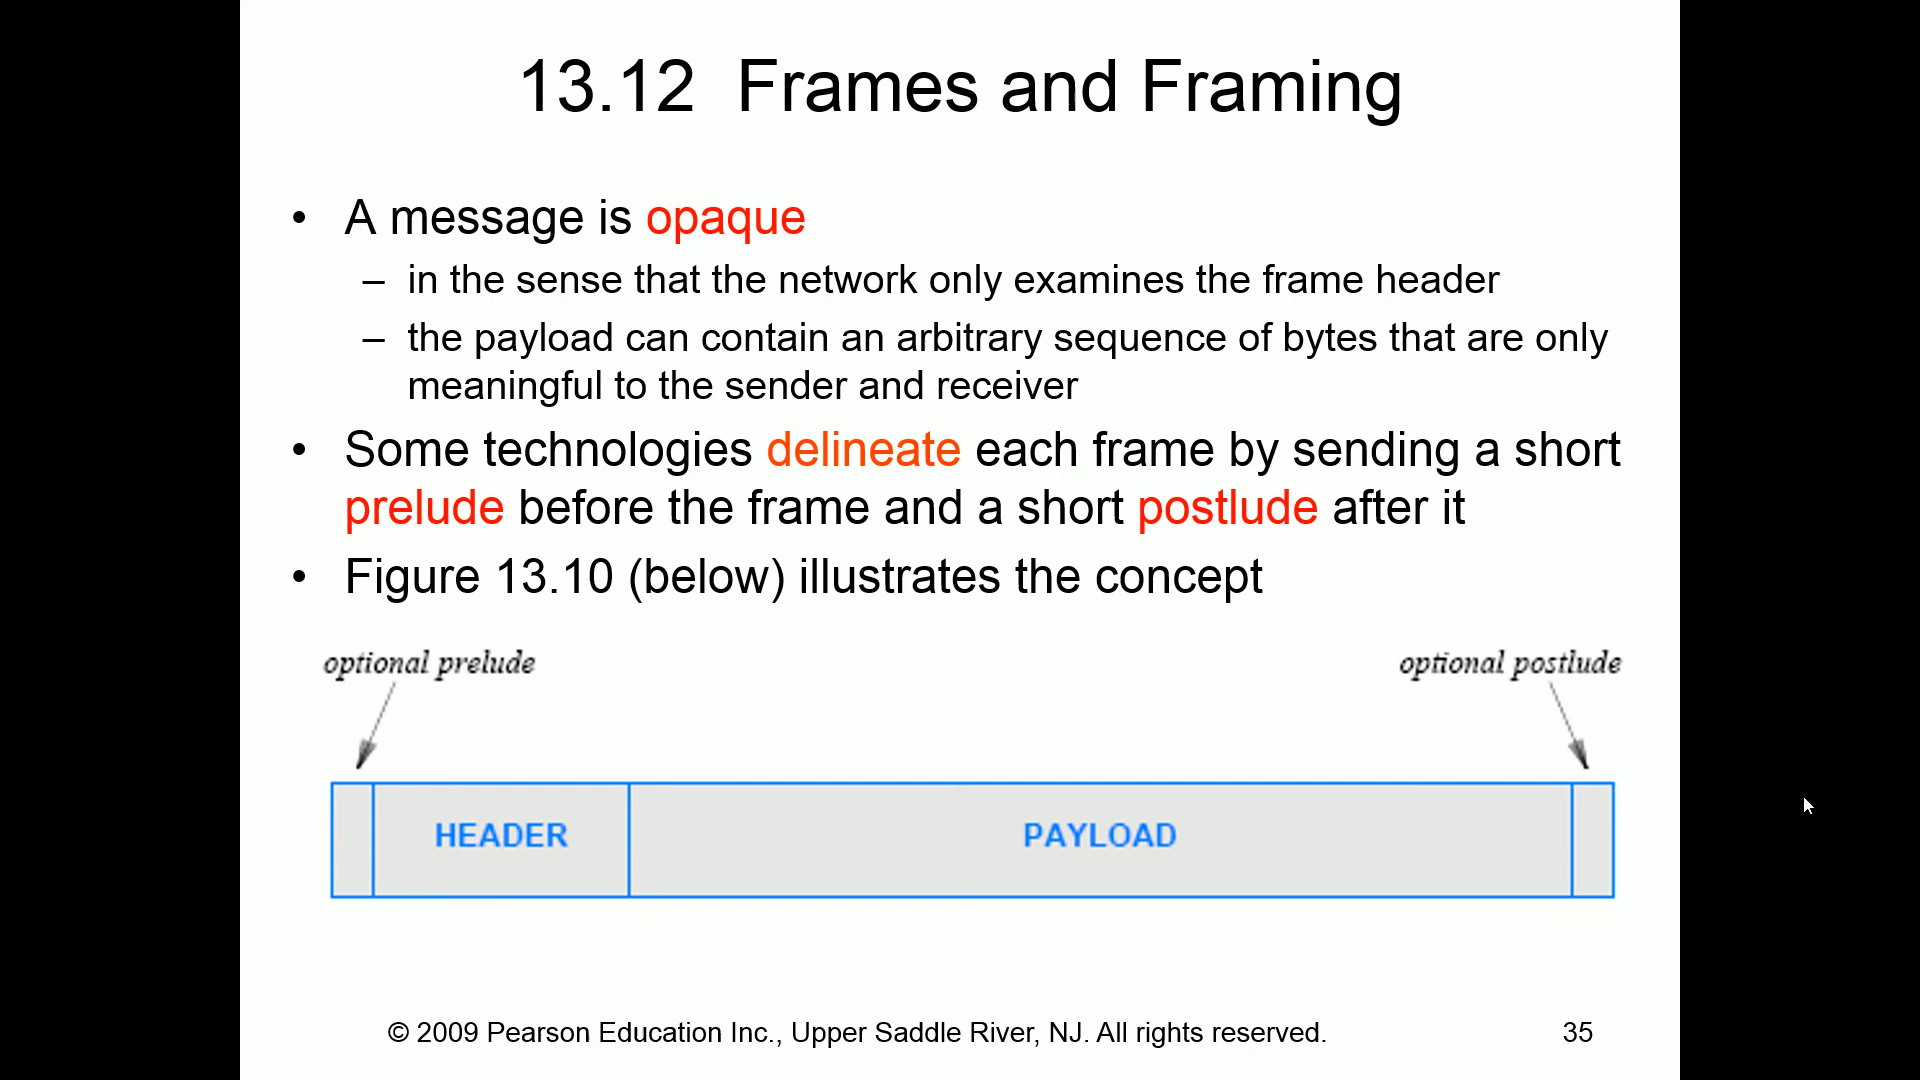 13.12 Frames and Framing
• A message is opaque
– in the sense that the network only examines the frame header
– the payload can contain an arbitrary sequence of bytes that are only
meaningful to the sender and receiver
• Some technologies delineate each frame by sending a short
prelude before the frame and a short postlude after it
• Figure 13.10 (below) illustrates the concept
optional prelude
optional postlude
HEADER
PAYLOAD
© 2009 Pearson Education Inc., Upper Saddle River, NJ. All rights reserved.
35